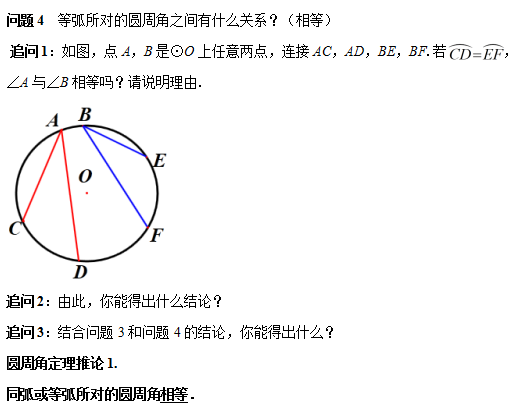 问题 4 等弧所对的圆周角之间有什么关系？（相等）
追问 1：如图，点 A，B 是⊙O 上任意两点，连接 AC，AD，BE，BF. 若 \overset{\frown}{CD}=\overset{\frown}{EF}，
∠A 与∠B 相等吗？请说明理由.
A B
E
O
C
F
D
追问 2：由此，你能得出什么结论？
追问 3：结合问题 3 和问题 4 的结论，你能得出什么？
圆周角定理推论 1.
同弧或等弧所对的圆周角相等．